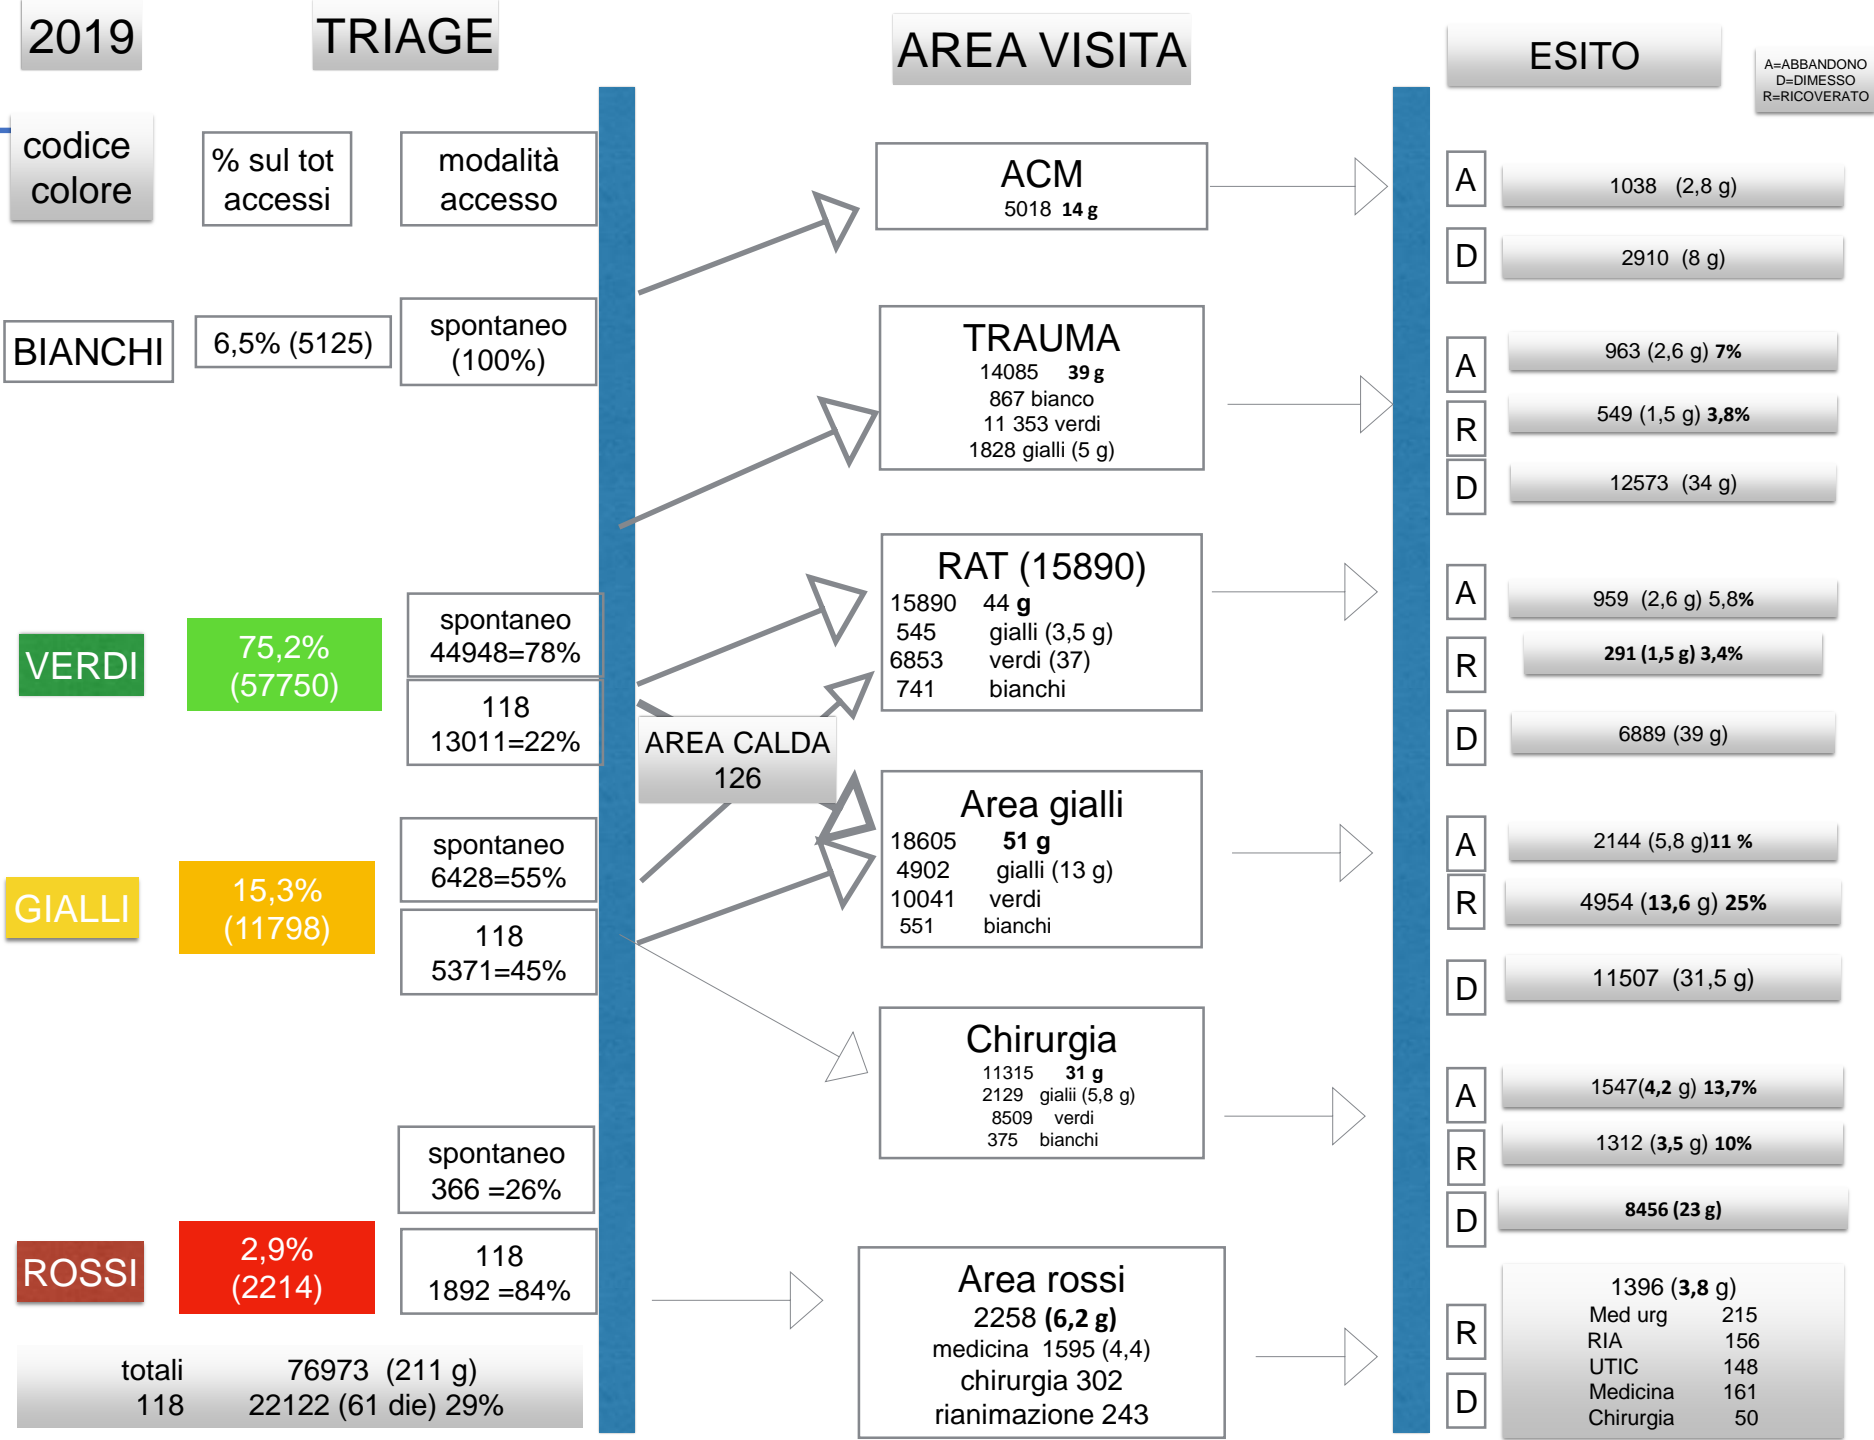 2019
TRIAGE
AREA VISITA
ESITO
A=ABBANDONO
D=DIMESSO
R=RICOVERATO
codice
colore
% sul tot
accessi
modalità
accesso
BIANCHI
6,5% (5125)
spontaneo
(100%)
VERDI
75,2%
(57750)
spontaneo
44948=78%
118
13011=22%
GIALLI
15,3%
(11798)
spontaneo
6428=55%
118
5371=45%
ROSSI
2,9%
(2214)
spontaneo
366 =26%
118
1892 =84%
totali 76973 (211 g)
118 22122 (61 die) 29%
AREA CALDA
126
ACM
5018 14 g
TRAUMA
14085 39 g
867 bianco
11 353 verdi
1828 gialli (5 g)
RAT (15890)
15890 44 g
545 gialli (3,5 g)
6853 verdi (37)
741 bianchi
Area gialli
18605 51 g
4902 gialli (13 g)
10041 verdi
551 bianchi
Chirurgia
11315 31 g
2129 gialii (5,8 g)
8509 verdi
375 bianchi
Area rossi
2258 (6,2 g)
medicina 1595 (4,4)
chirurgia 302
rianimazione 243
A 1038 (2,8 g)
D 2910 (8 g)
A 963 (2,6 g) 7%
R 549 (1,5 g) 3,8%
D 12573 (34 g)
A 959 (2,6 g) 5,8%
R 291 (1,5 g) 3,4%
D 6889 (39 g)
A 2144 (5,8 g)11 %
R 4954 (13,6 g) 25%
D 11507 (31,5 g)
A 1547(4,2 g) 13,7%
R 1312 (3,5 g) 10%
D 8456 (23 g)
R
D
1396 (3,8 g)
Med urg 215
RIA 156
UTIC 148
Medicina 161
Chirurgia 50